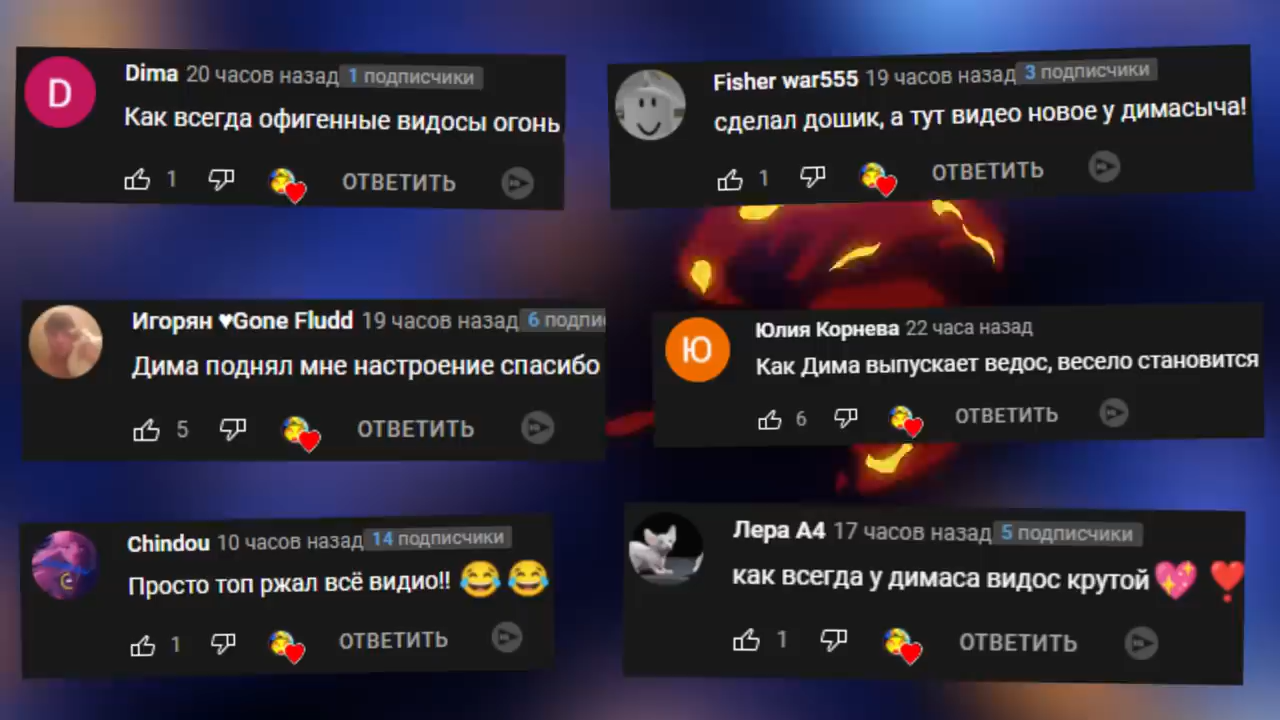 D
Dima 20 часов назад 1 подписчики
Как всегда офигенные видосы огонь
1 ОТВЕТИТЬ
Fisher war555 19 часов назад 3 подписчики
сделал дошик, а тут видео новое у димасыча!
1 ОТВЕТИТЬ
Игорян ♥Gone Fludd 19 часов назад 6 подпи
Дима поднял мне настроение спасибо
5 ОТВЕТИТЬ
Ю
Юлия Корнева 22 часа назад
Как Дима выпускает ведос, весело становится
6 ОТВЕТИТЬ
Chindou 10 часов назад 14 подписчики
Просто топ ржал всё видио!! 😂 😂
1 ОТВЕТИТЬ
Лера А4 17 часов назад 5 подписчики
как всегда у димаса видос крутой 💖 ❣
1 ОТВЕТИТЬ